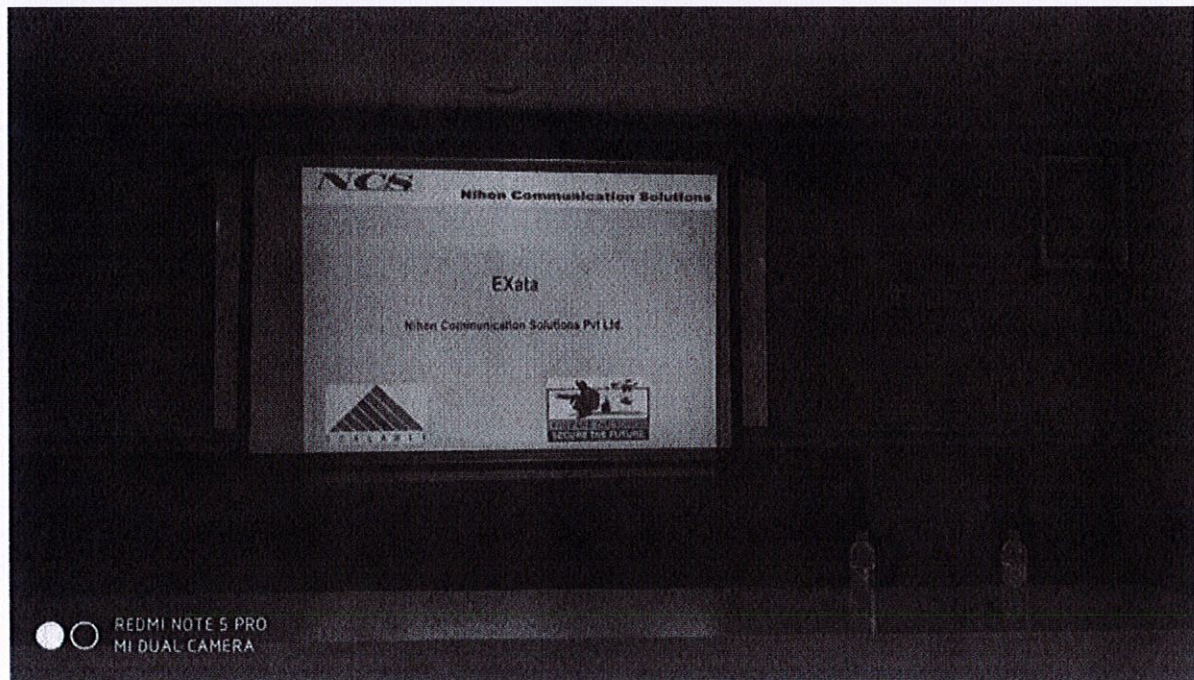 NCS
Nihon Communication Solutions
EXata
Nihon Communication Solutions Pvt Ltd.
SECURE THE FUTURE
REDMI NOTE 5 PRO
MI DUAL CAMERA